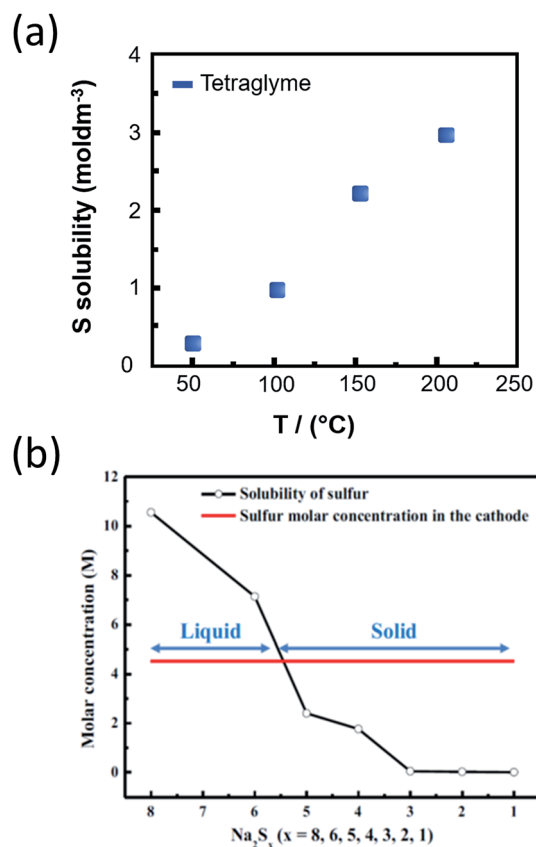 (a)
4
3
2
1
0
S solubility (moldm⁻³)
Tetraglyme
50 100 150 200 250
T / (°C)
(b)
12
10
8
6
4
2
0
Molar concentration (M)
Solubility of sulfur
Sulfur molar concentration in the cathode
Liquid Solid
8 7 6 5 4 3 2 1
Na₂Sₓ (x = 8, 6, 5, 4, 3, 2, 1)